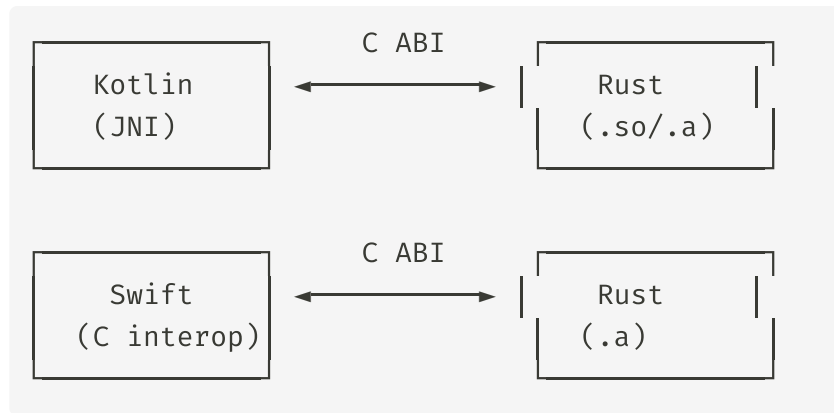 C ABI
Kotlin Rust
(JNI) (.so/.a)
C ABI
Swift Rust
(C interop) (.a)